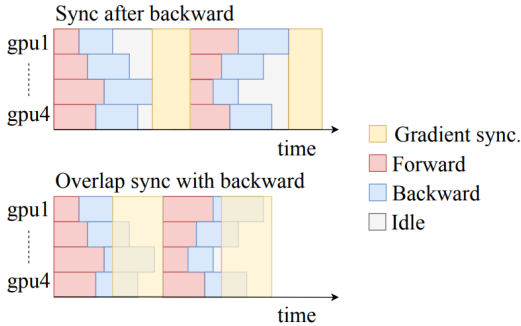 Sync after backward
gpu1
gpu4
time
Gradient sync.
Forward
Backward
Idle
Overlap sync with backward
gpu1
gpu4
time